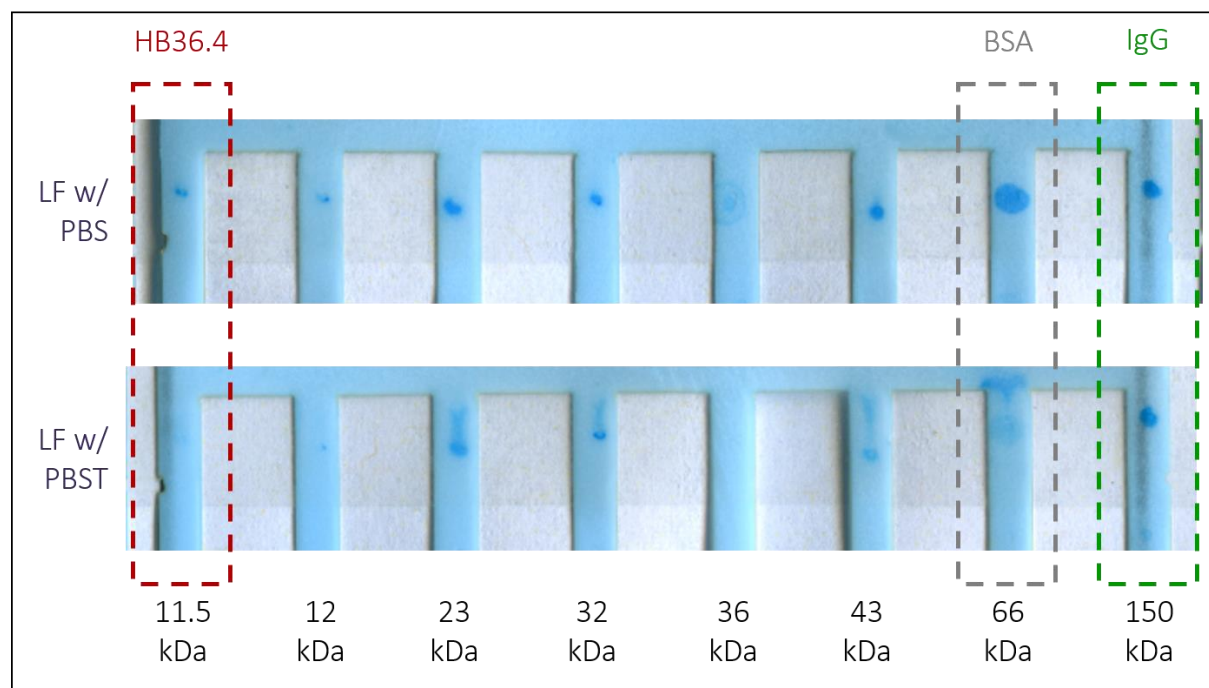 HB36.4
BSA
IgG
LF w/
PBS
LF w/
PBST
11.5
kDa
12
kDa
23
kDa
32
kDa
36
kDa
43
kDa
66
kDa
150
kDa